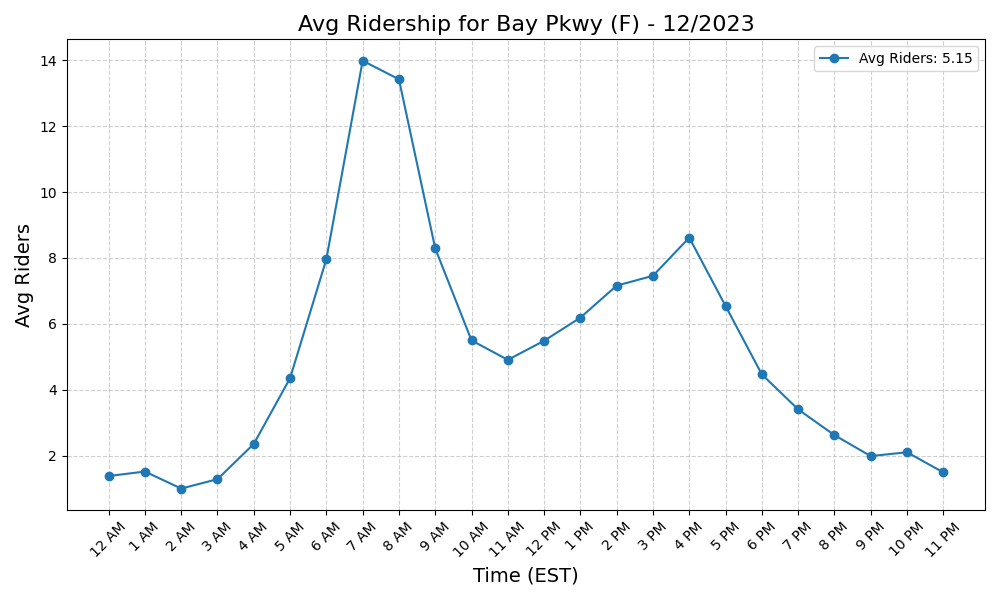 Avg Ridership for Bay Pkwy (F) - 12/2023
Avg Riders: 5.15
Avg Riders
14
12
10
8
6
4
2
12 AM
1 AM
2 AM
3 AM
4 AM
5 AM
6 AM
7 AM
8 AM
9 AM
10 AM
11 AM
12 PM
1 PM
2 PM
3 PM
4 PM
5 PM
6 PM
7 PM
8 PM
9 PM
10 PM
11 PM
Time (EST)